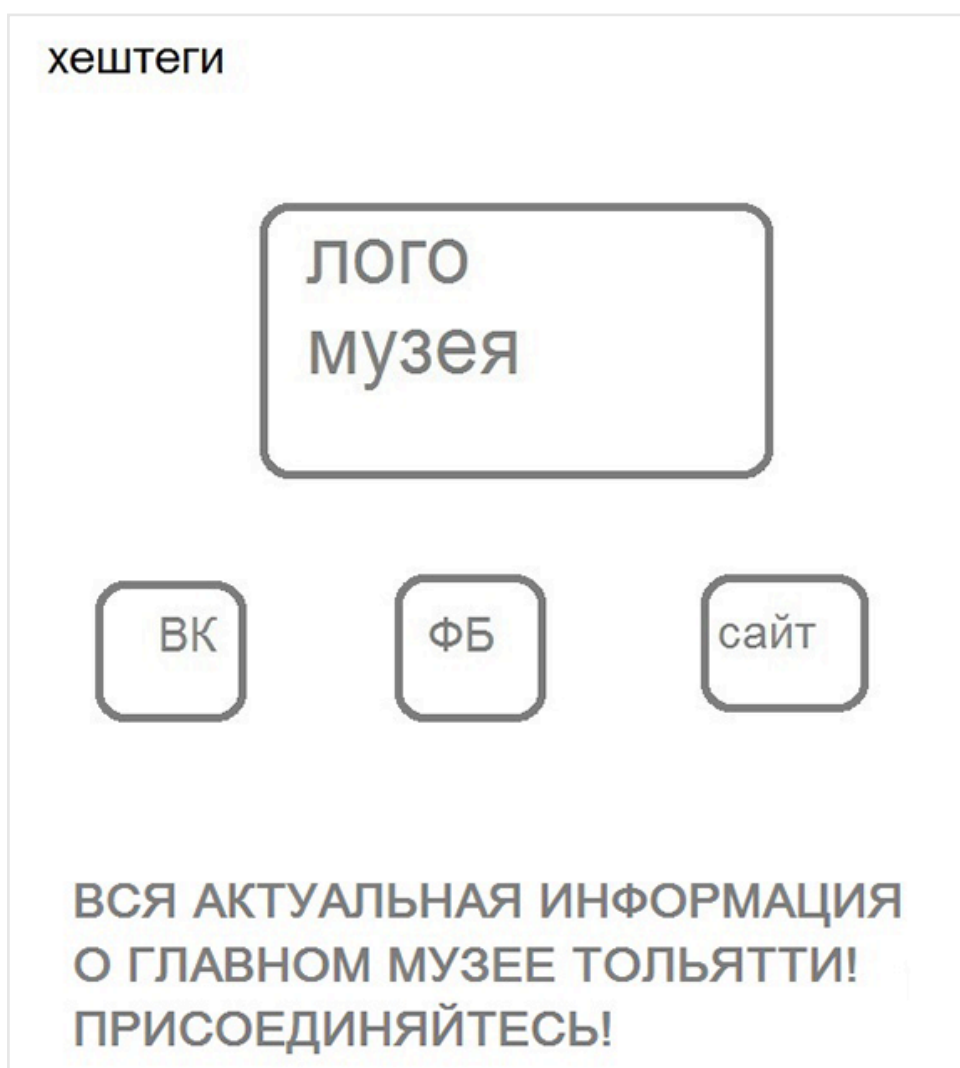 хештеги
лого
музея
ВК ФБ сайт
ВСЯ АКТУАЛЬНАЯ ИНФОРМАЦИЯ
О ГЛАВНОМ МУЗЕЕ ТОЛЬЯТТИ!
ПРИСОЕДИНЯЙТЕСЬ!